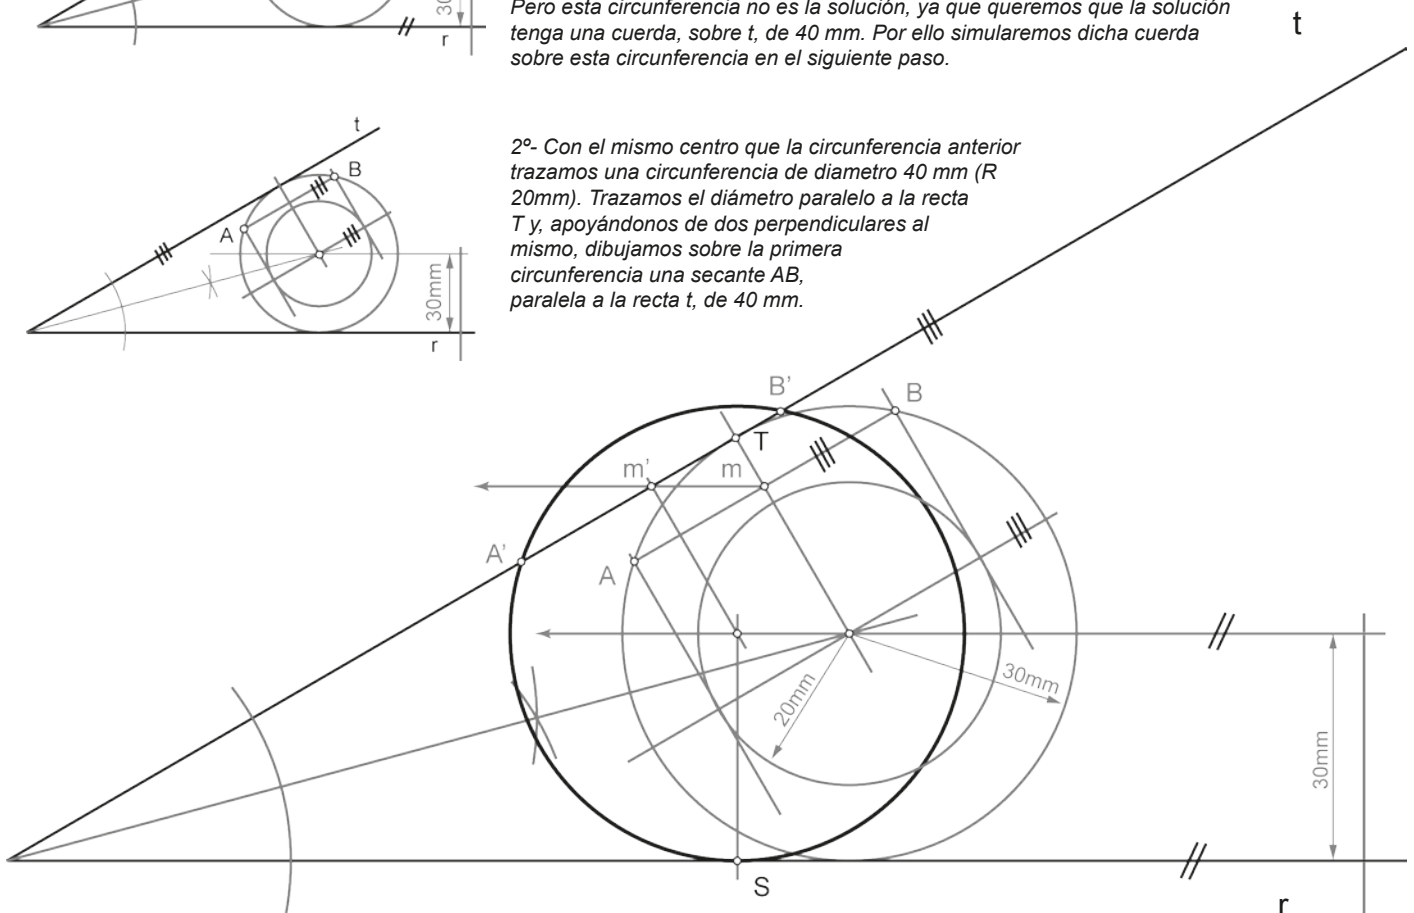 Pero esta circunferencia no es la solución, ya que queremos que la solución
tenga una cuerda, sobre t, de 40 mm. Por ello simularemos dicha cuerda
sobre esta circunferencia en el siguiente paso.
r
t
2º- Con el mismo centro que la circunferencia anterior
trazamos una circunferencia de diametro 40 mm (R
20mm). Trazamos el diámetro paralelo a la recta
T y, apoyándonos de dos perpendiculares al
mismo, dibujamos sobre la primera
circunferencia una secante AB,
paralela a la recta t, de 40 mm.
t
B
A
30mm
r
B'
B
T
m'
m
A'
A
20mm
30mm
30mm
S
r